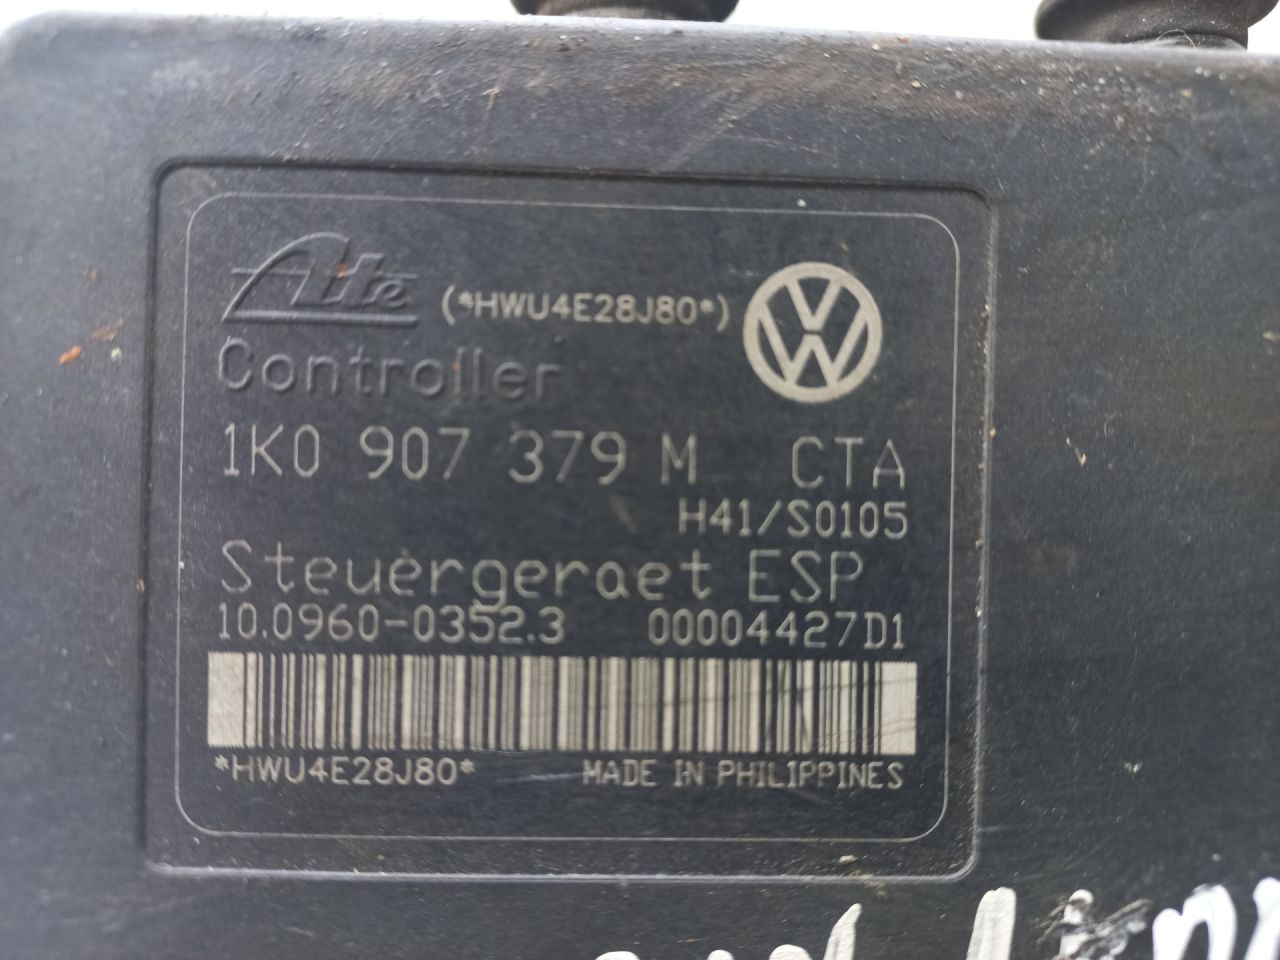 Ate (*HWU4E28J80*)
Controller
1K0 907 379 M CTA
H41/S0105
Steuergeraet ESP
10.0960-0352.3 00004427D1
*HWU4E28J80* MADE IN PHILIPPINES